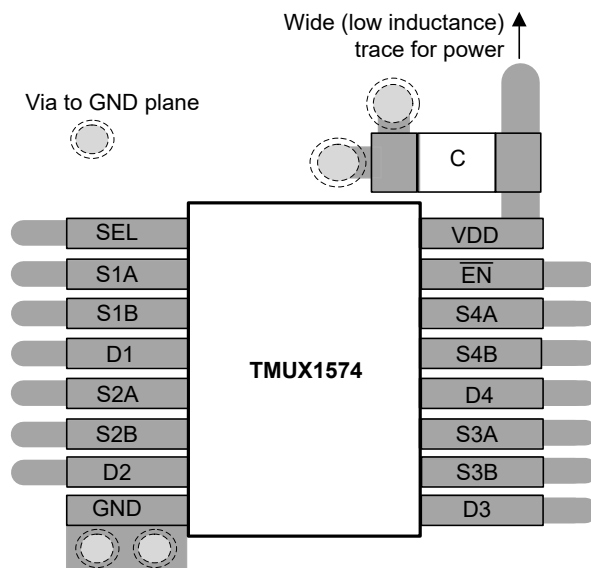 Wide (low inductance)
trace for power
Via to GND plane
C
SEL
S1A
S1B
D1
S2A
S2B
D2
GND
TMUX1574
VDD
EN
S4A
S4B
D4
S3A
S3B
D3